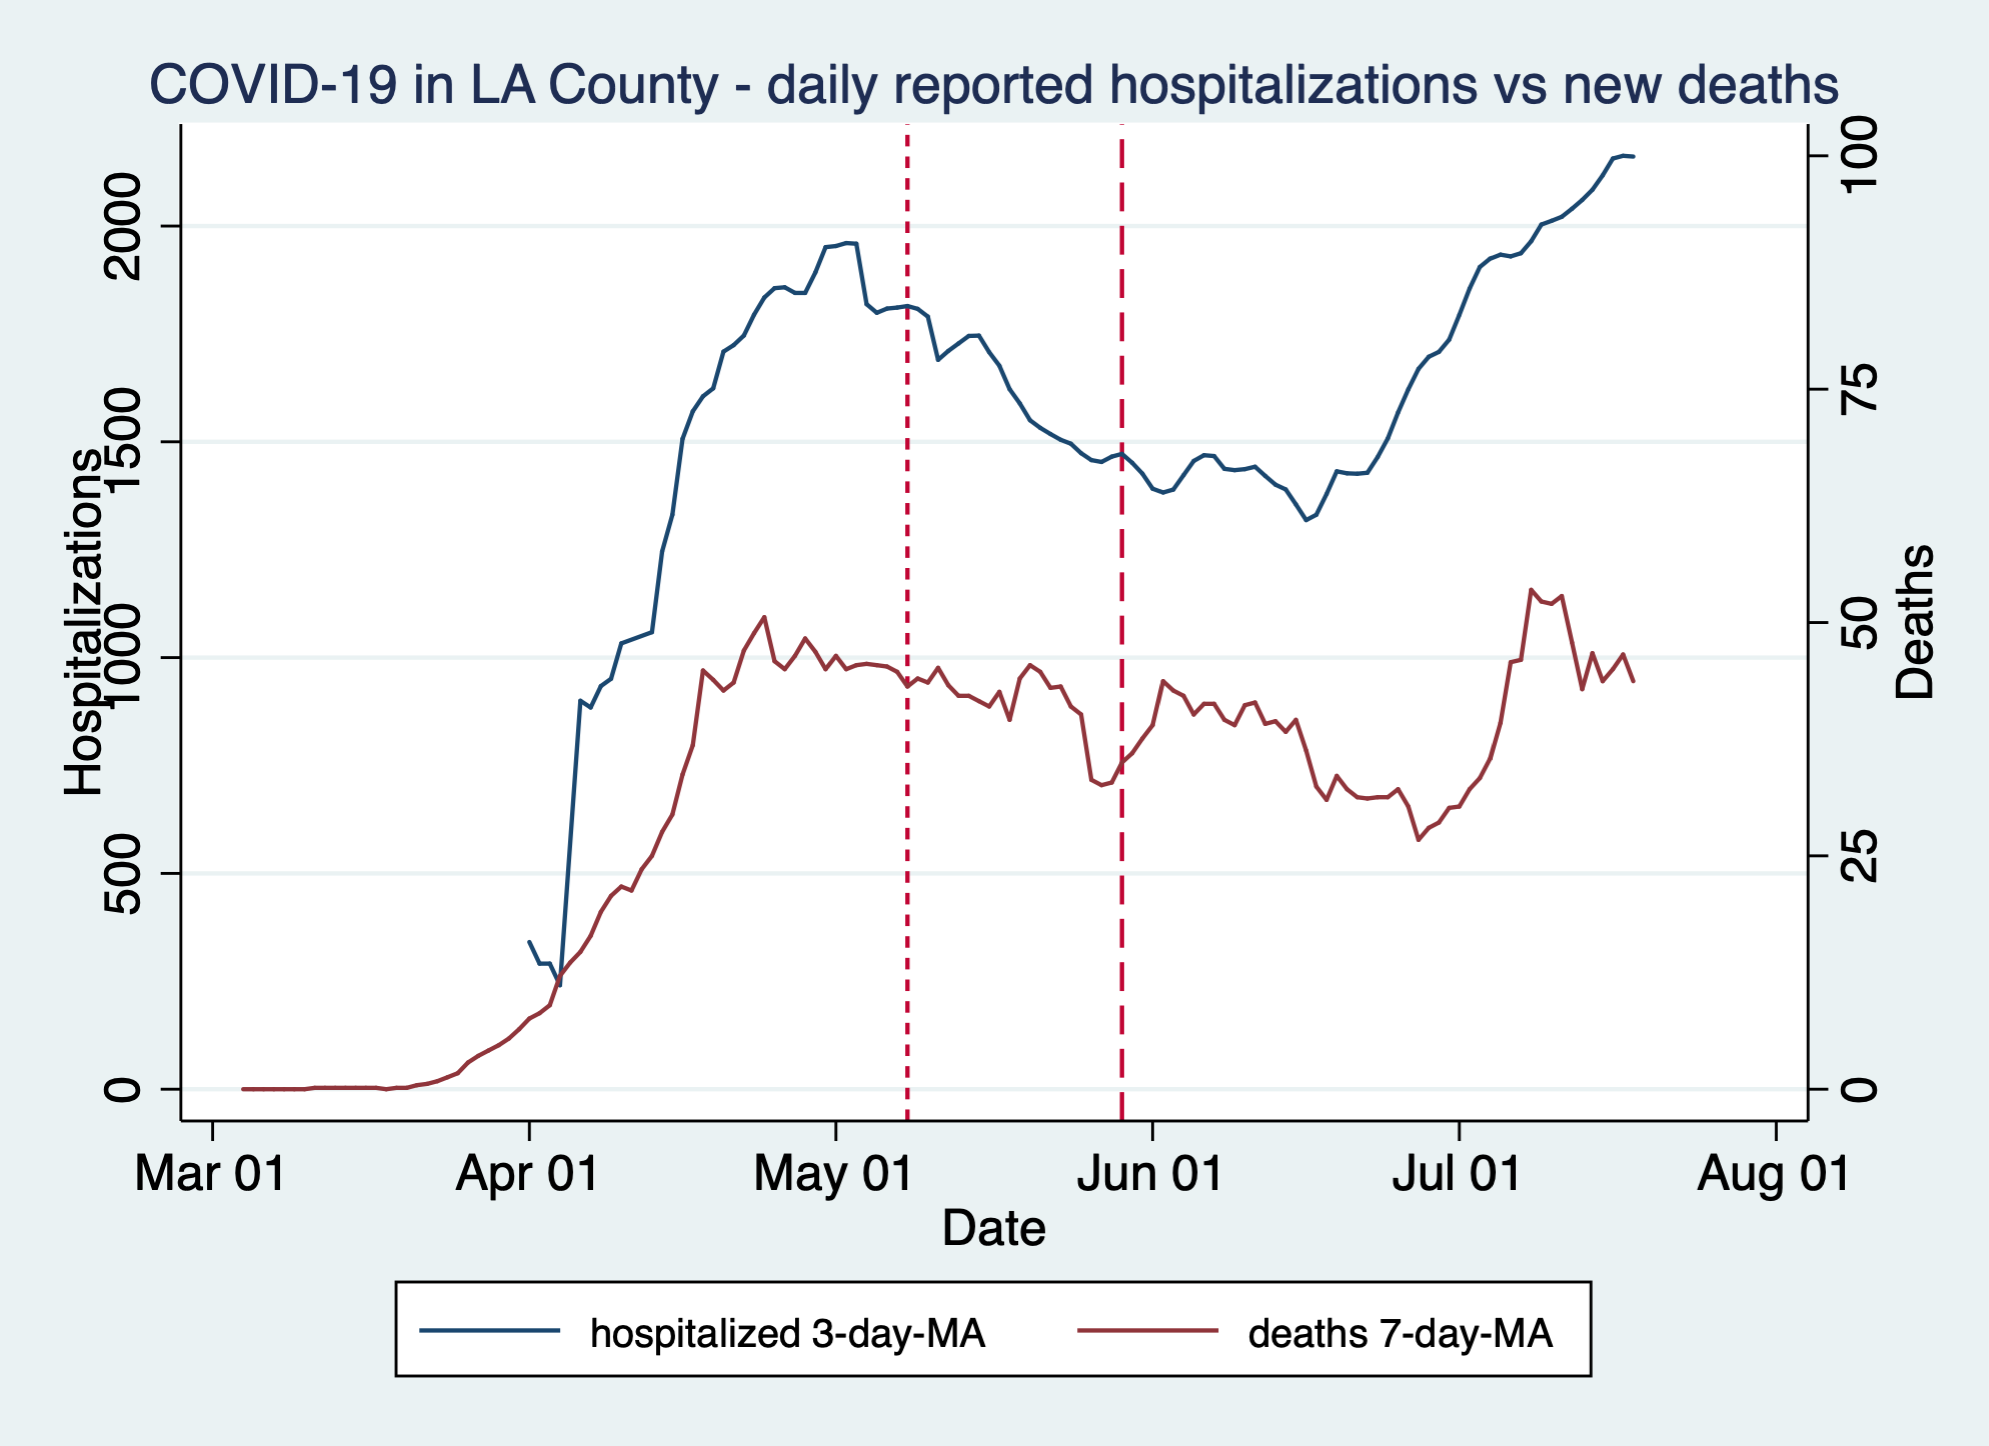 COVID-19 in LA County - daily reported hospitalizations vs new deaths
Hospitalizations
2000
1500
1000
500
0
100
75
50
25
0
Deaths
Mar 01
Apr 01
May 01
Jun 01
Jul 01
Aug 01
Date
hospitalized 3-day-MA
deaths 7-day-MA